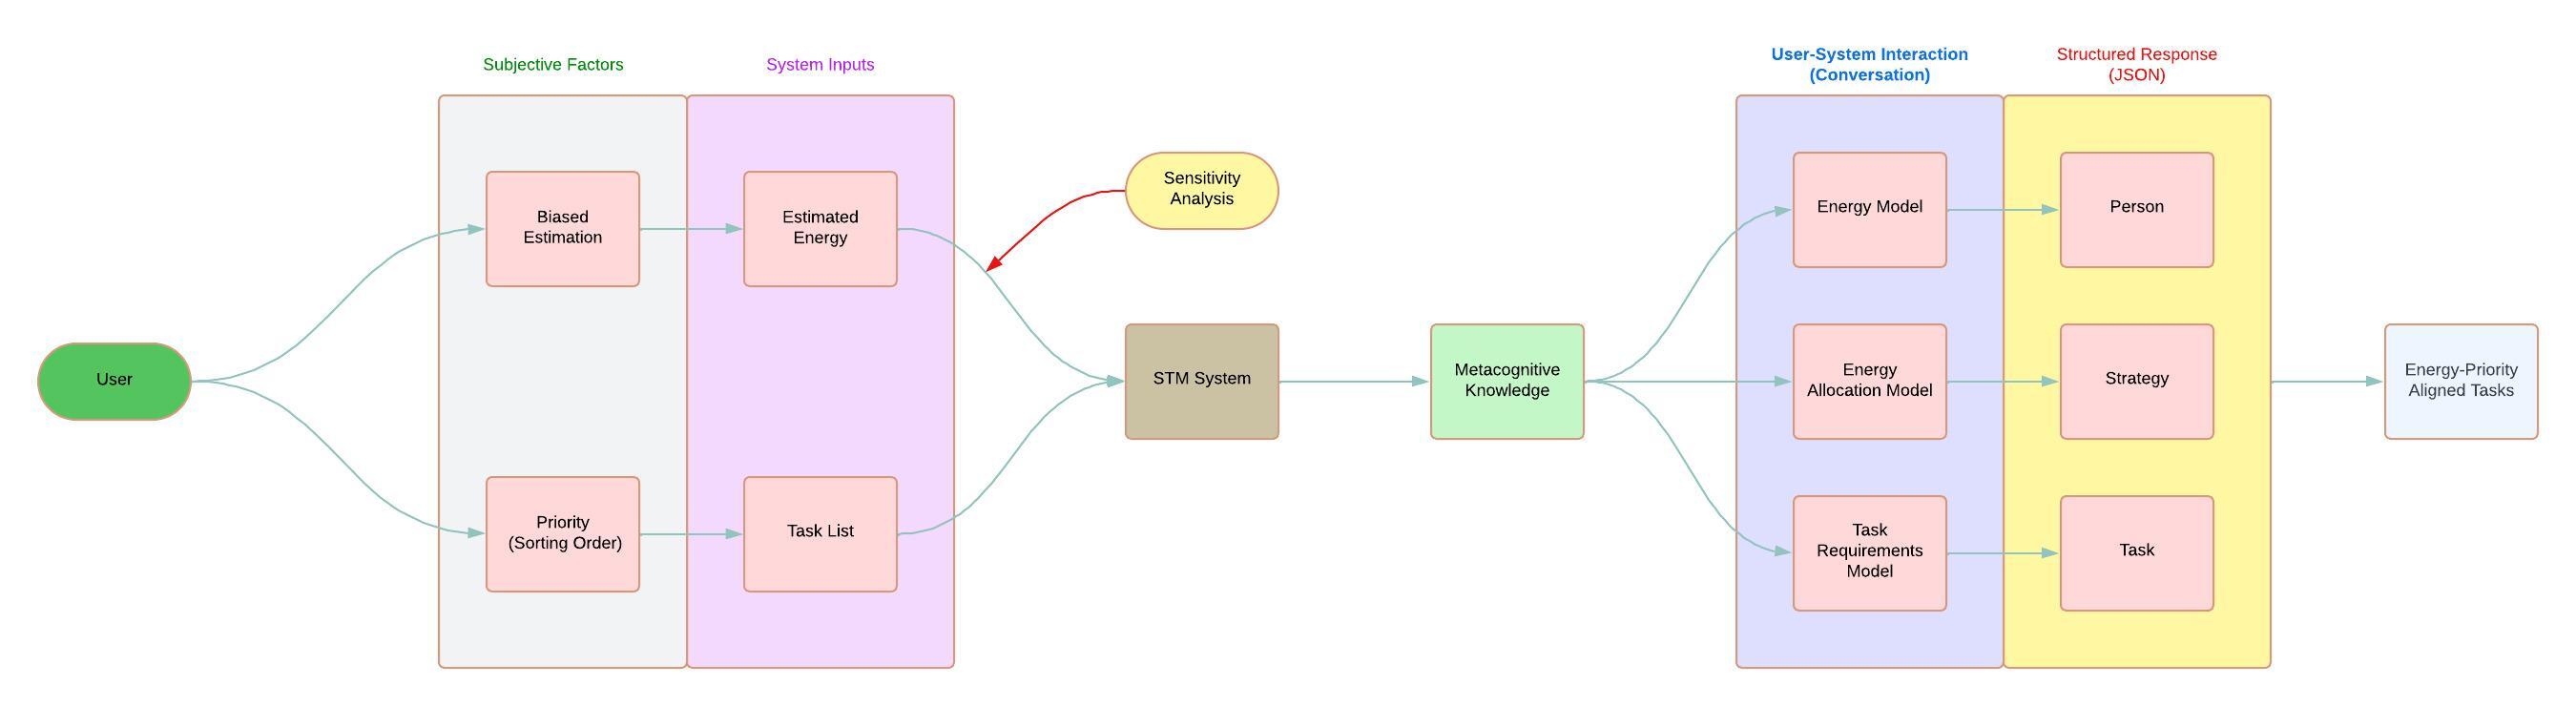 Subjective Factors
System Inputs
User-System Interaction
(Conversation)
Structured Response
(JSON)
User
Biased
Estimation
Priority
(Sorting Order)
Estimated
Energy
Task List
Sensitivity
Analysis
STM System
Metacognitive
Knowledge
Energy Model
Energy
Allocation Model
Task
Requirements
Model
Person
Strategy
Task
Energy-Priority
Aligned Tasks